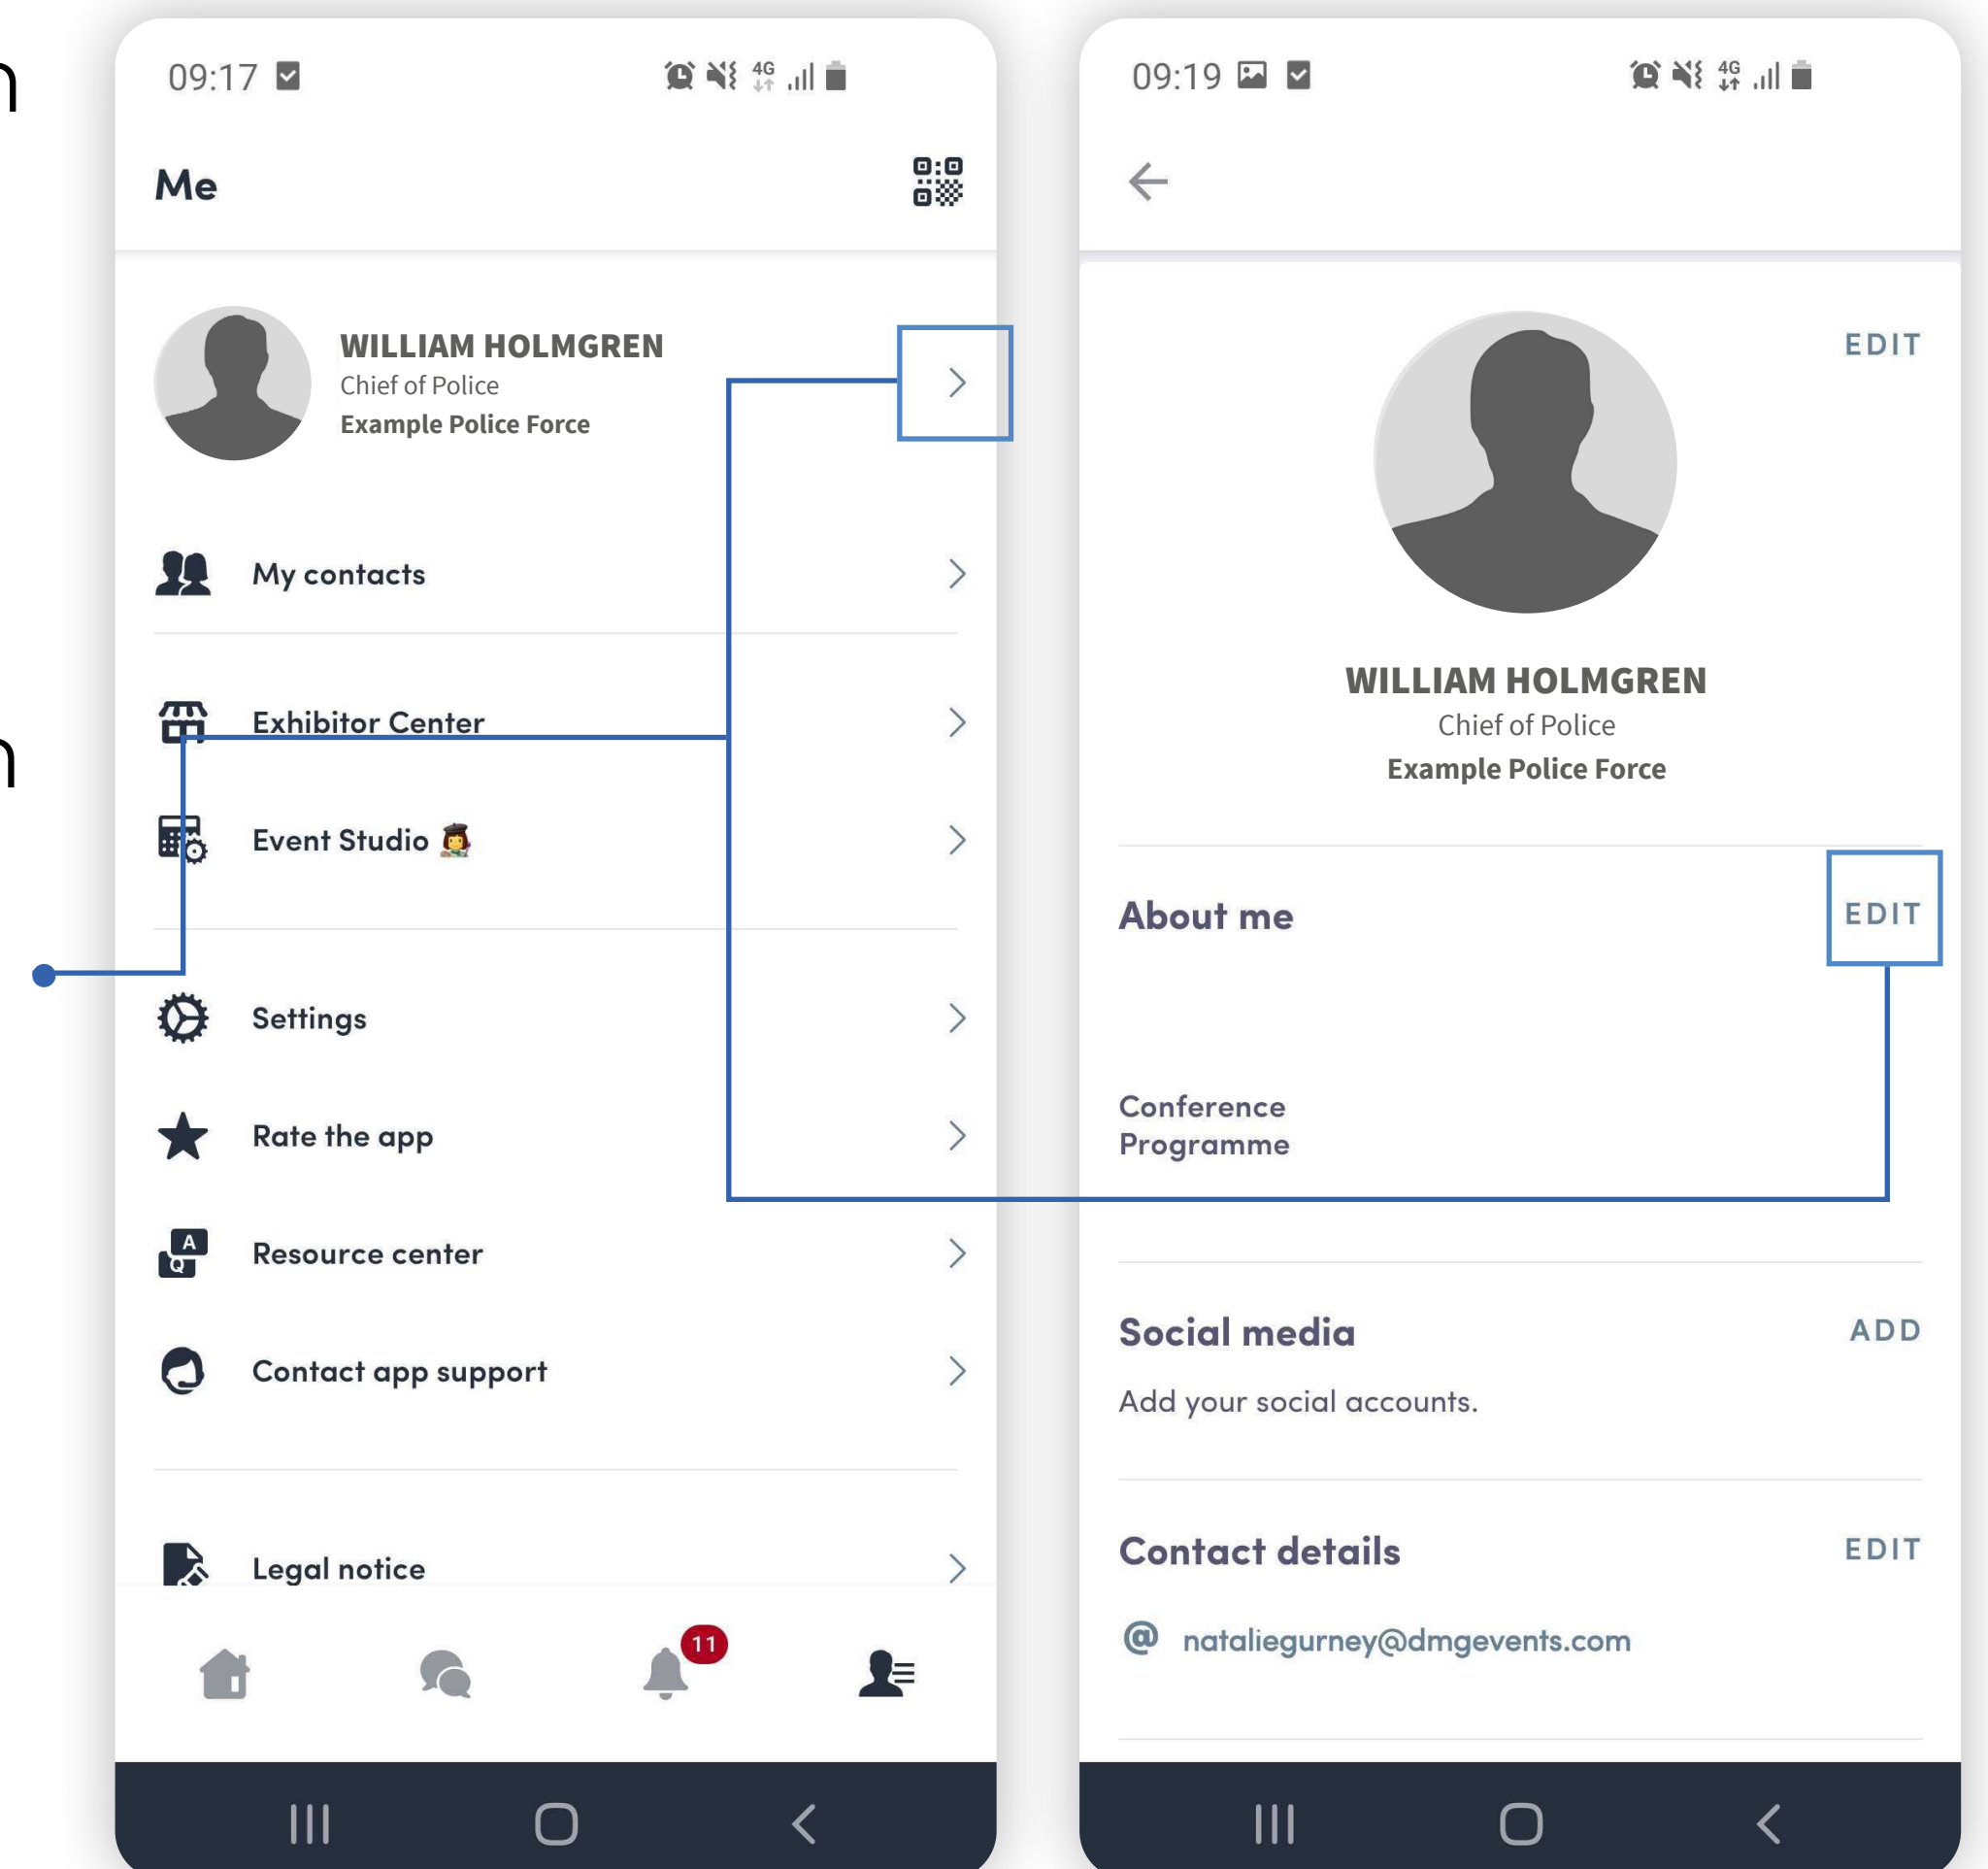 n
n
09:17
4G
Me
WILLIAM HOLMGREN
Chief of Police
Example Police Force
My contacts
Exhibitor Center
Event Studio
Settings
Rate the app
A
Q
Resource center
Contact app support
Legal notice
11
09:19
4G
EDIT
WILLIAM HOLMGREN
Chief of Police
Example Police Force
About me
EDIT
Conference
Programme
Social media
ADD
Add your social accounts.
Contact details
EDIT
@ nataliegurney@dmgevents.com